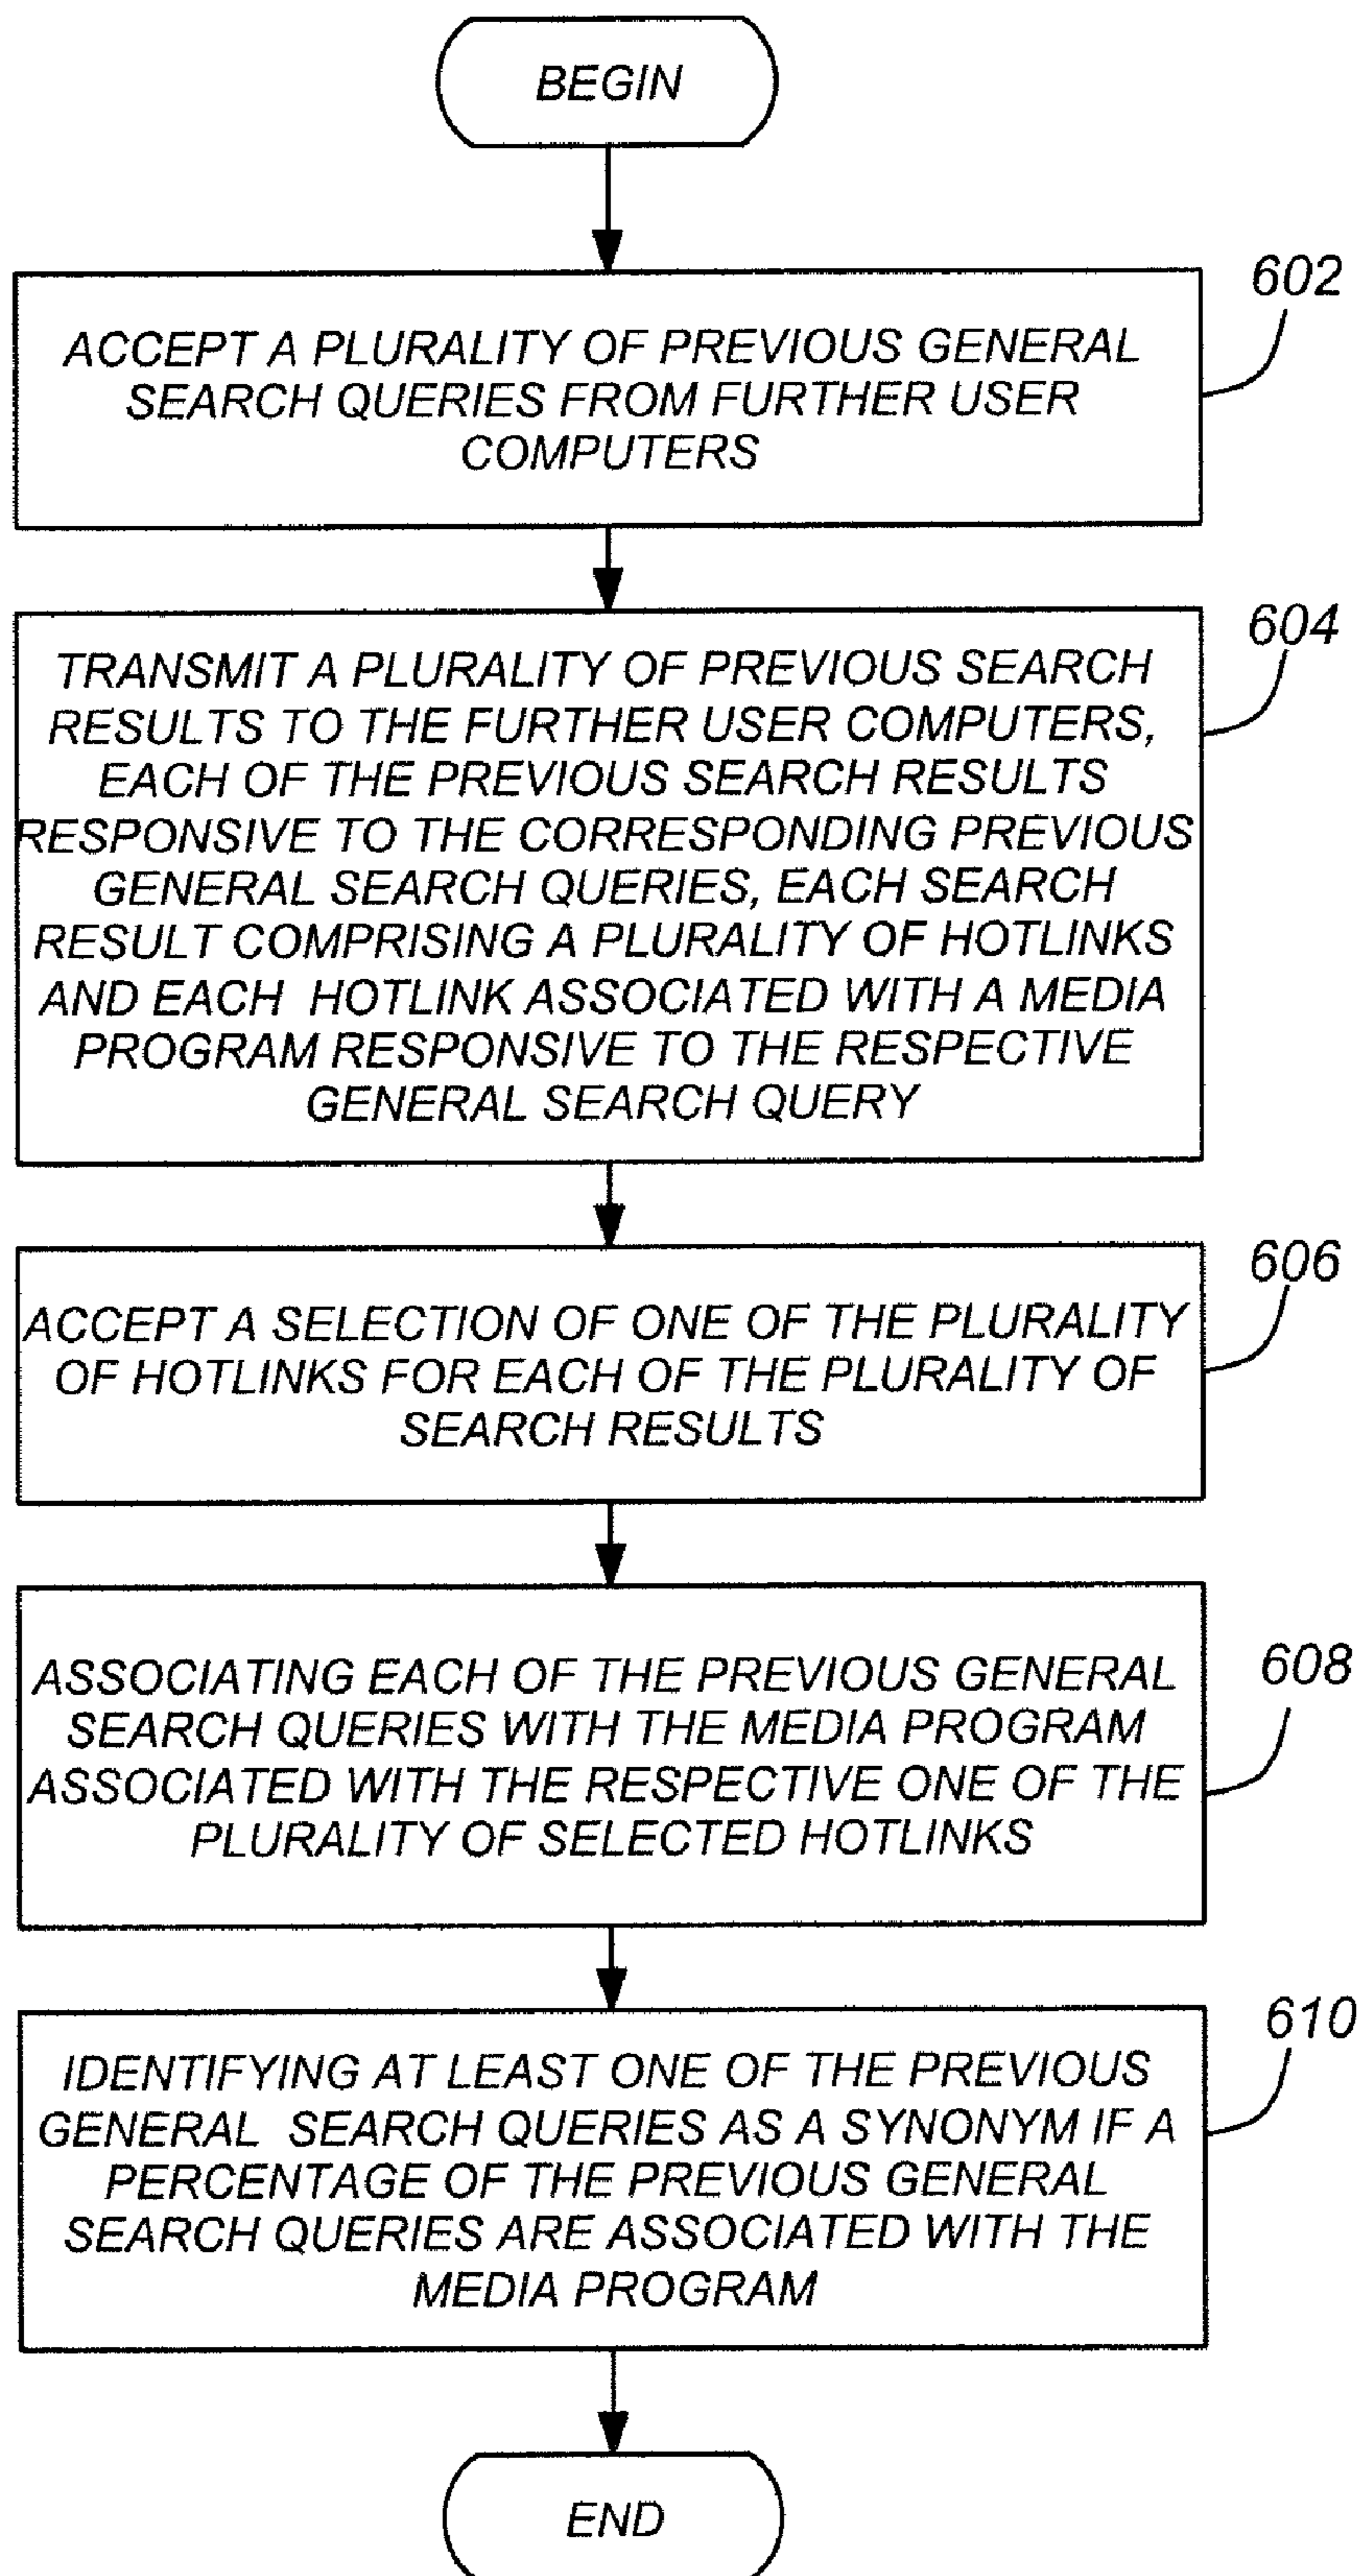 BEGIN
602
ACCEPT A PLURALITY OF PREVIOUS GENERAL
SEARCH QUERIES FROM FURTHER USER
COMPUTERS
604
TRANSMIT A PLURALITY OF PREVIOUS SEARCH
RESULTS TO THE FURTHER USER COMPUTERS,
EACH OF THE PREVIOUS SEARCH RESULTS
RESPONSIVE TO THE CORRESPONDING PREVIOUS
GENERAL SEARCH QUERIES, EACH SEARCH
RESULT COMPRISING A PLURALITY OF HOTLINKS
AND EACH HOTLINK ASSOCIATED WITH A MEDIA
PROGRAM RESPONSIVE TO THE RESPECTIVE
GENERAL SEARCH QUERY
606
ACCEPT A SELECTION OF ONE OF THE PLURALITY
OF HOTLINKS FOR EACH OF THE PLURALITY OF
SEARCH RESULTS
608
ASSOCIATING EACH OF THE PREVIOUS GENERAL
SEARCH QUERIES WITH THE MEDIA PROGRAM
ASSOCIATED WITH THE RESPECTIVE ONE OF THE
PLURALITY OF SELECTED HOTLINKS
610
IDENTIFYING AT LEAST ONE OF THE PREVIOUS
GENERAL SEARCH QUERIES AS A SYNONYM IF A
PERCENTAGE OF THE PREVIOUS GENERAL
SEARCH QUERIES ARE ASSOCIATED WITH THE
MEDIA PROGRAM
END